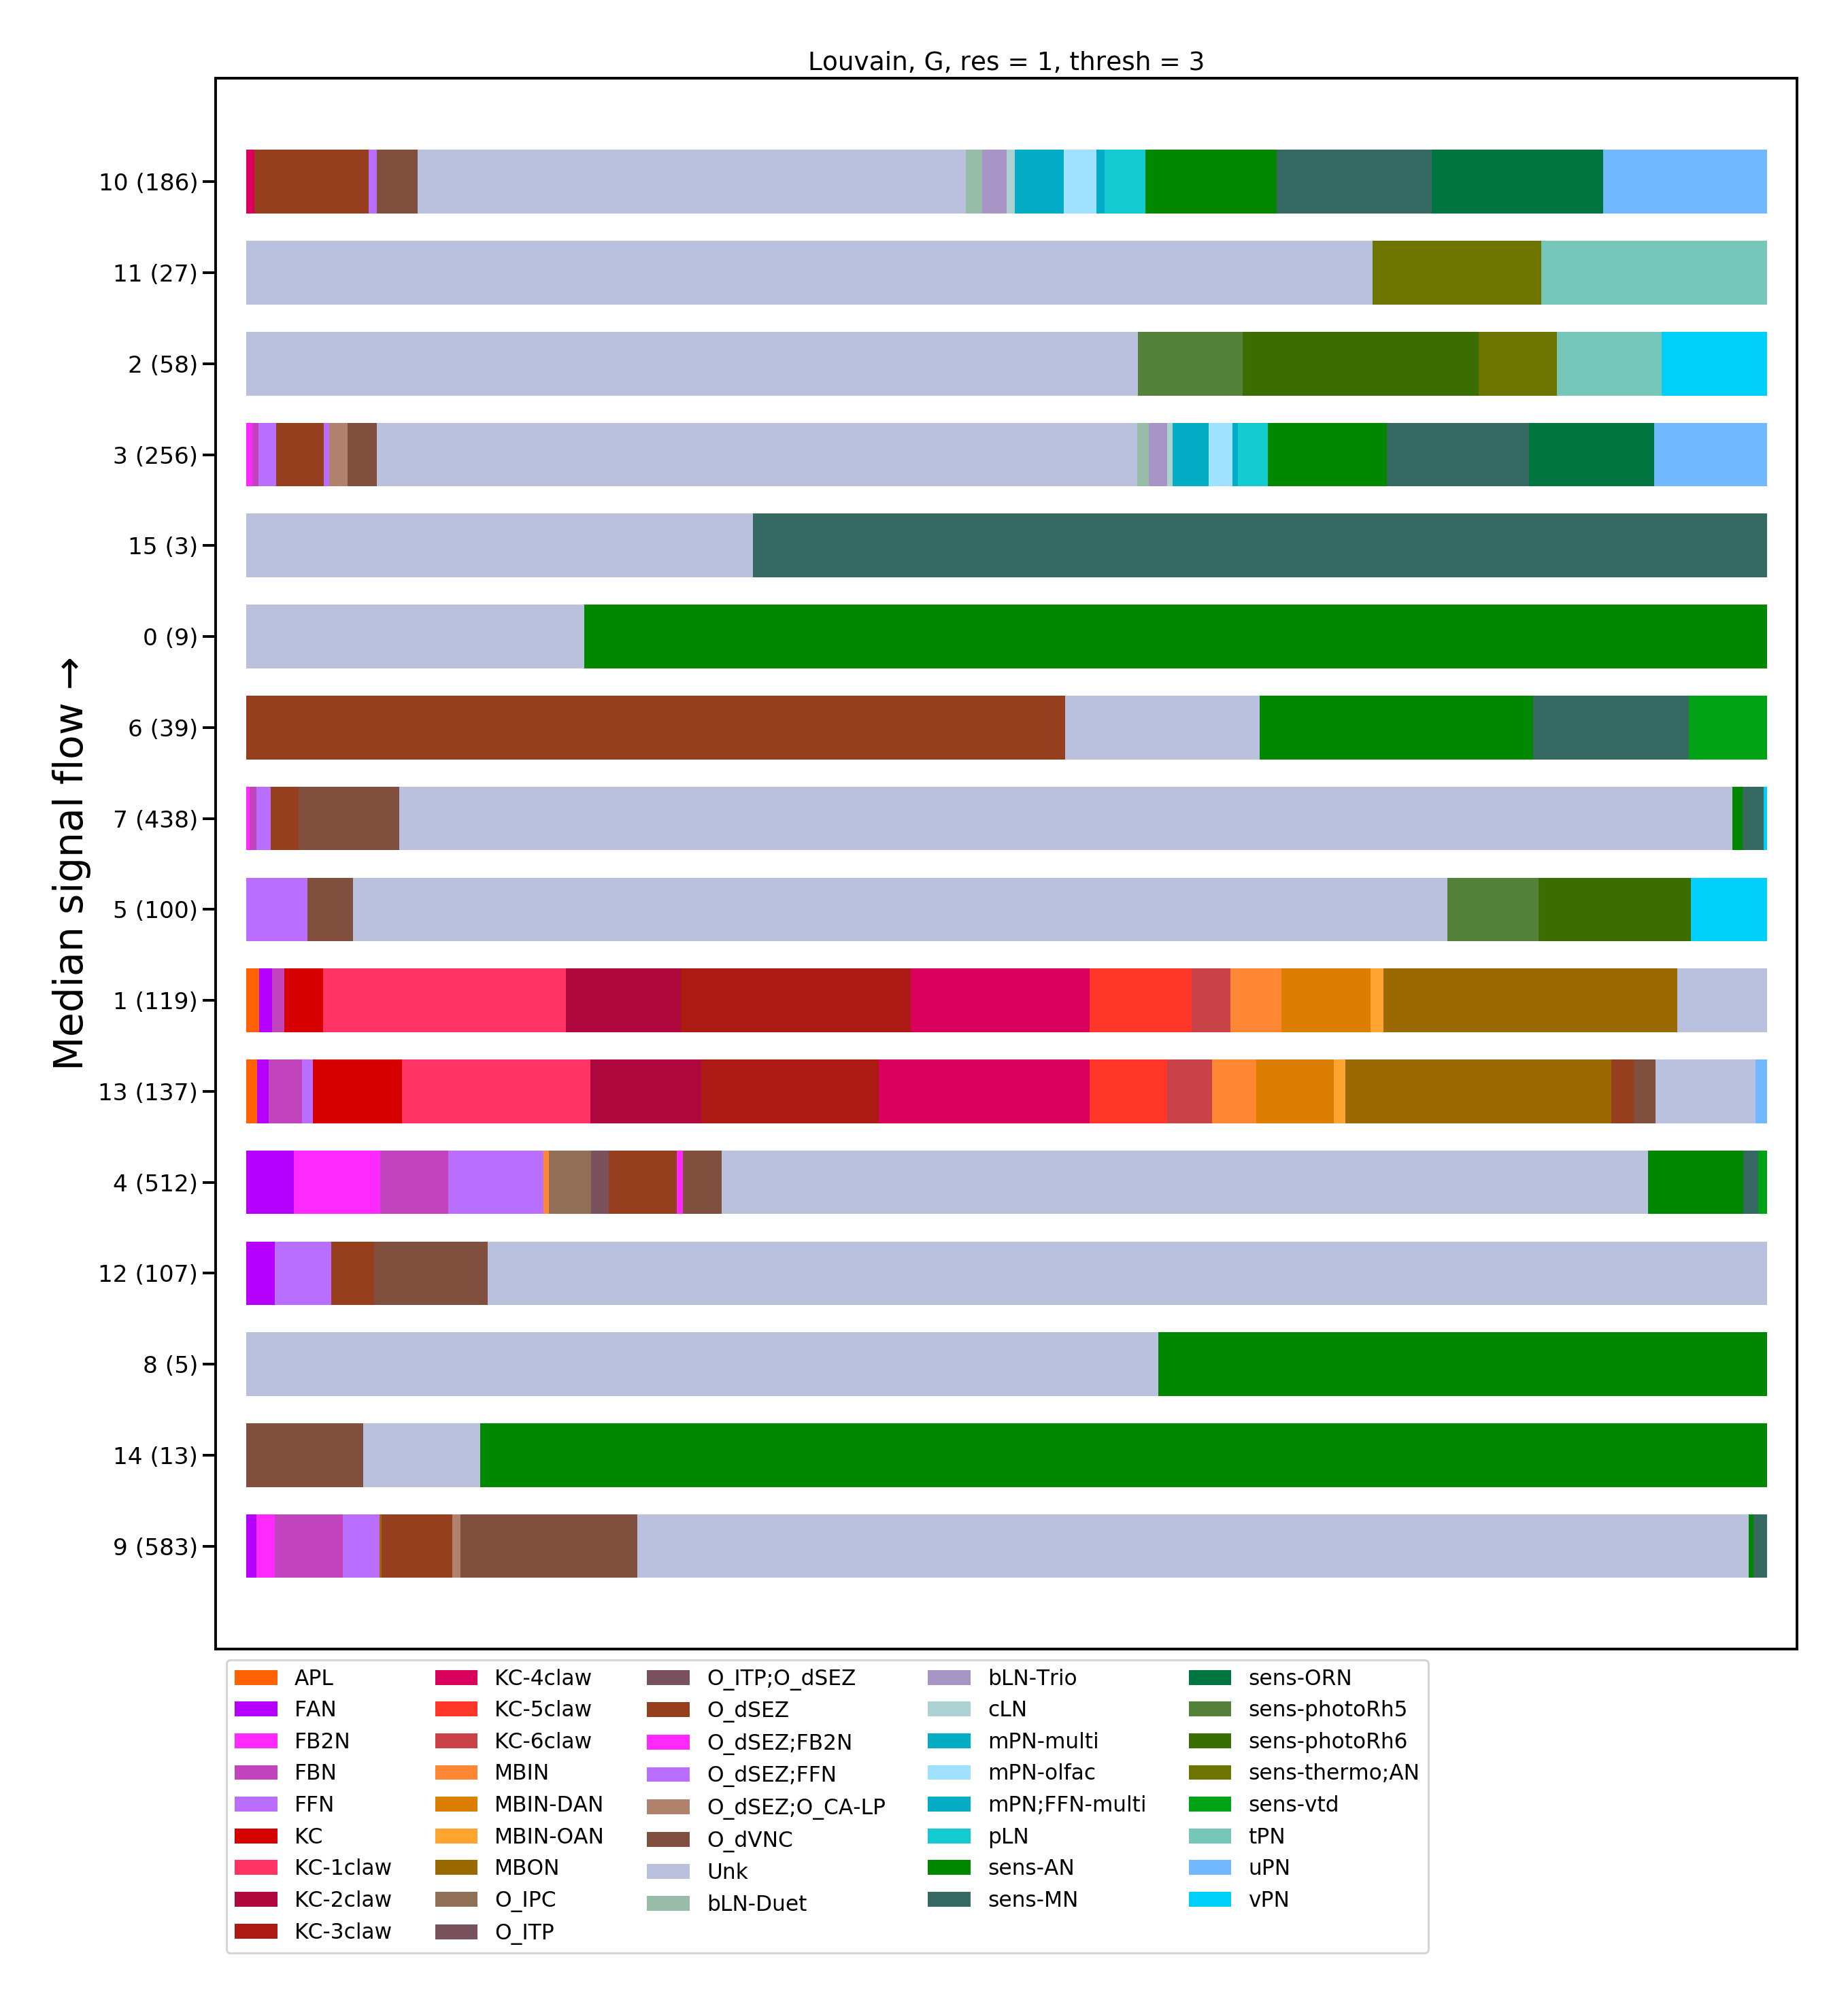 Louvain, G, res = 1, thresh = 3
Median signal flow →
10 (186)
11 (27)
2 (58)
3 (256)
15 (3)
0 (9)
6 (39)
7 (438)
5 (100)
1 (119)
13 (137)
4 (512)
12 (107)
8 (5)
14 (13)
9 (583)
APL
FAN
FB2N
FBN
FFN
KC
KC-1claw
KC-2claw
KC-3claw
KC-4claw
KC-5claw
KC-6claw
MBIN
MBIN-DAN
MBIN-OAN
MBON
O_IPC
O_ITP
O_ITP;O_dSEZ
O_dSEZ
O_dSEZ;FB2N
O_dSEZ;FFN
O_dSEZ;O_CA-LP
O_dVNC
Unk
bLN-Duet
bLN-Trio
cLN
mPN-multi
mPN-olfac
mPN;FFN-multi
pLN
sens-AN
sens-MN
sens-ORN
sens-photoRh5
sens-photoRh6
sens-thermo;AN
sens-vtd
tPN
uPN
vPN